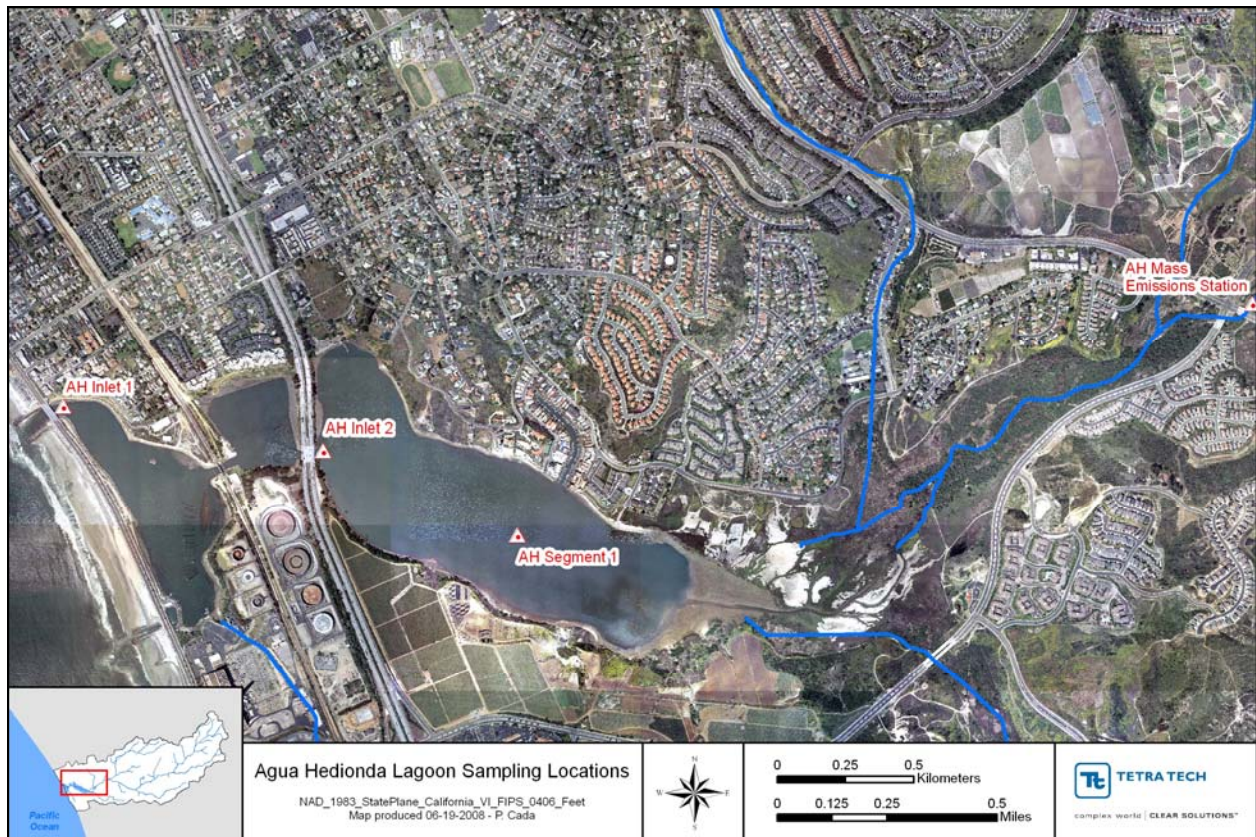 AH Mass
Emissions Station
AH Inlet 1
AH Inlet 2
AH Segment 1
Pacific
Ocean
Agua Hedionda Lagoon Sampling Locations
NAD_1983_StatePlane_California_VI_FIPS_0406_Feet
Map produced 06-19-2008 - P. Cada
N
W
E
S
0 0.25 0.5
Kilometers
0 0.125 0.25 0.5
Miles
Tt
TETRA TECH
complex world | CLEAR SOLUTIONS™